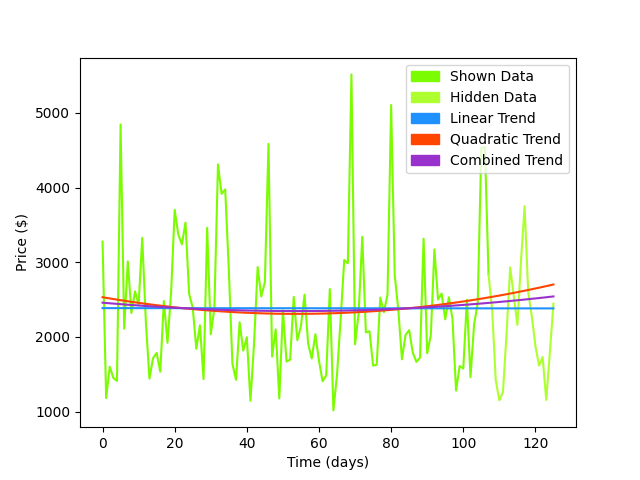 Shown Data
Hidden Data
Linear Trend
Quadratic Trend
Combined Trend
Price ($)
5000
4000
3000
2000
1000
0 20 40 60 80 100 120
Time (days)